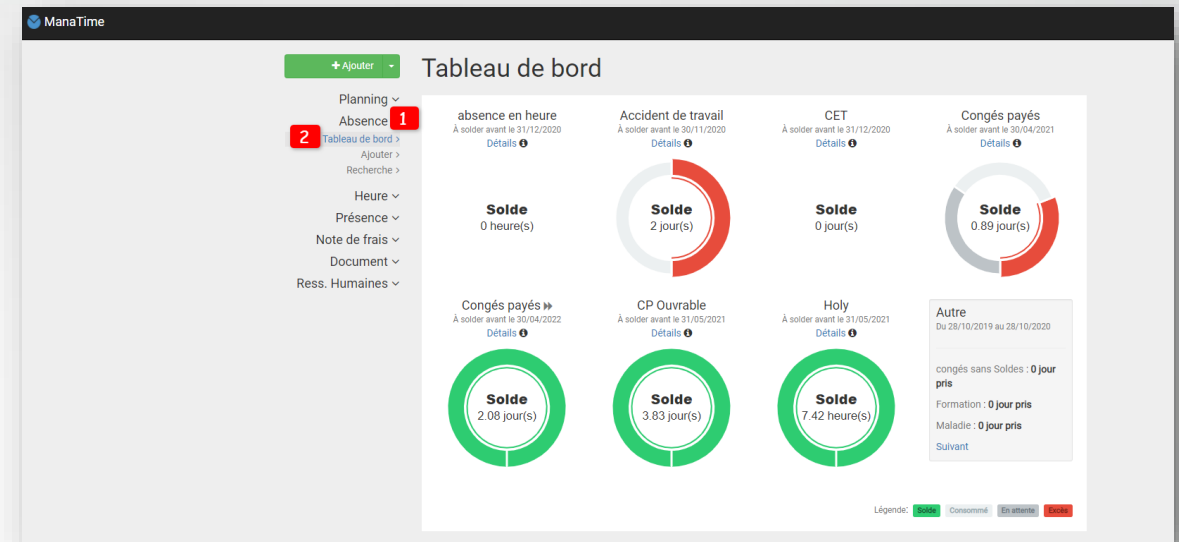 ManaTime
+ Ajouter
Tableau de bord
Planning
Absence
1
2
Tableau de bord >
Ajouter >
Recherche >
Heure
Présence
Note de frais
Document
Ress. Humaines
absence en heure
À solder avant le 31/12/2020
Détails
Solde
0 heure(s)
Accident de travail
À solder avant le 30/11/2020
Détails
Solde
2 jour(s)
CET
À solder avant le 31/12/2020
Détails
Solde
0 jour(s)
Congés payés
À solder avant le 30/04/2021
Détails
Solde
0.89 jour(s)
Congés payés
À solder avant le 30/04/2022
Détails
Solde
2.08 jour(s)
CP Ouvrable
À solder avant le 31/05/2021
Détails
Solde
3.83 jour(s)
Holy
À solder avant le 31/05/2021
Détails
Solde
7.42 heure(s)
Autre
Du 28/10/2019 au 28/10/2020
congés sans Soldes : 0 jour
pris
Formation : 0 jour pris
Maladie : 0 jour pris
Suivant
Légende: Solde Consommé En attente Excès